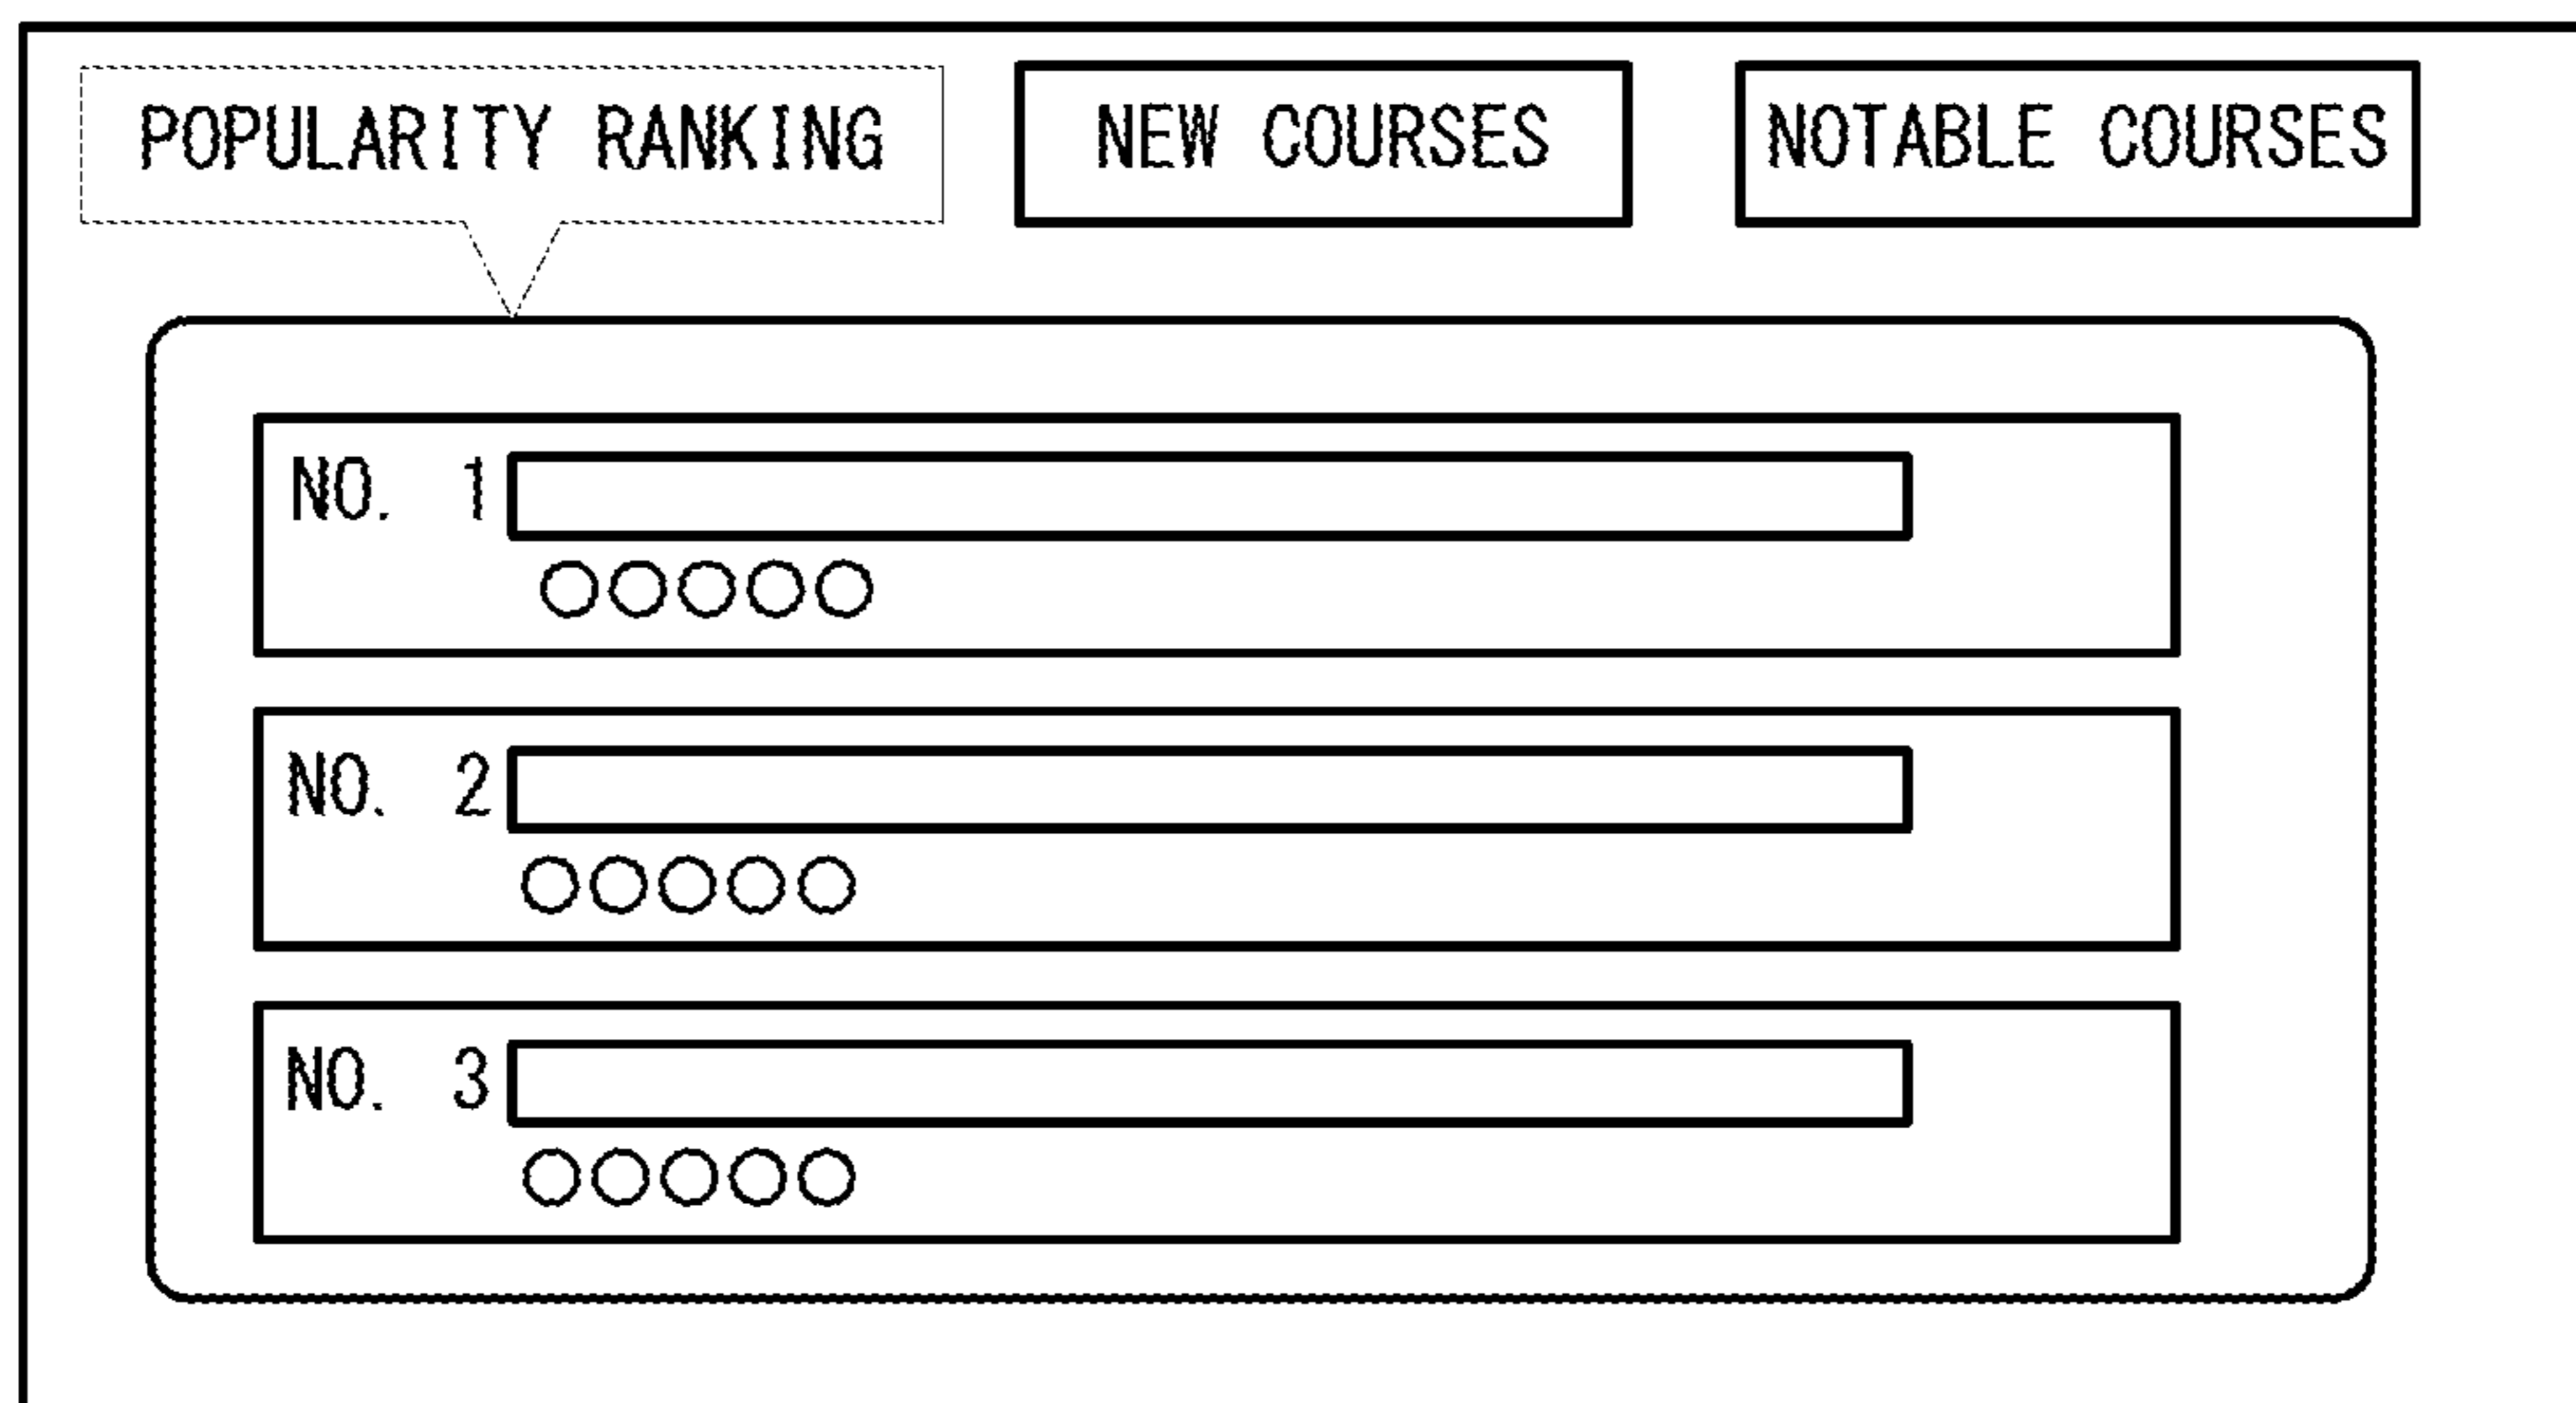 POPULARITY RANKING
NEW COURSES
NOTABLE COURSES
NO. 1
○○○○○
NO. 2
○○○○○
NO. 3
○○○○○